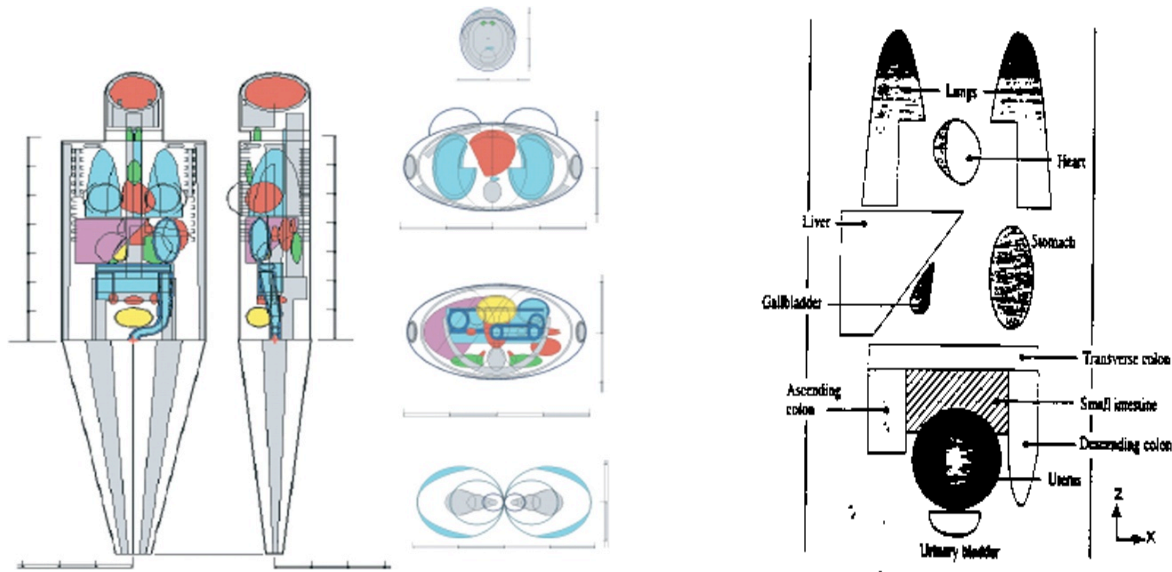 Lungs
Heart
Liver
Stomach
Gallbladder
Transverse colon
Ascending
colon
Small intestine
Descending colon
Uterus
Z
X
Urinary bladder